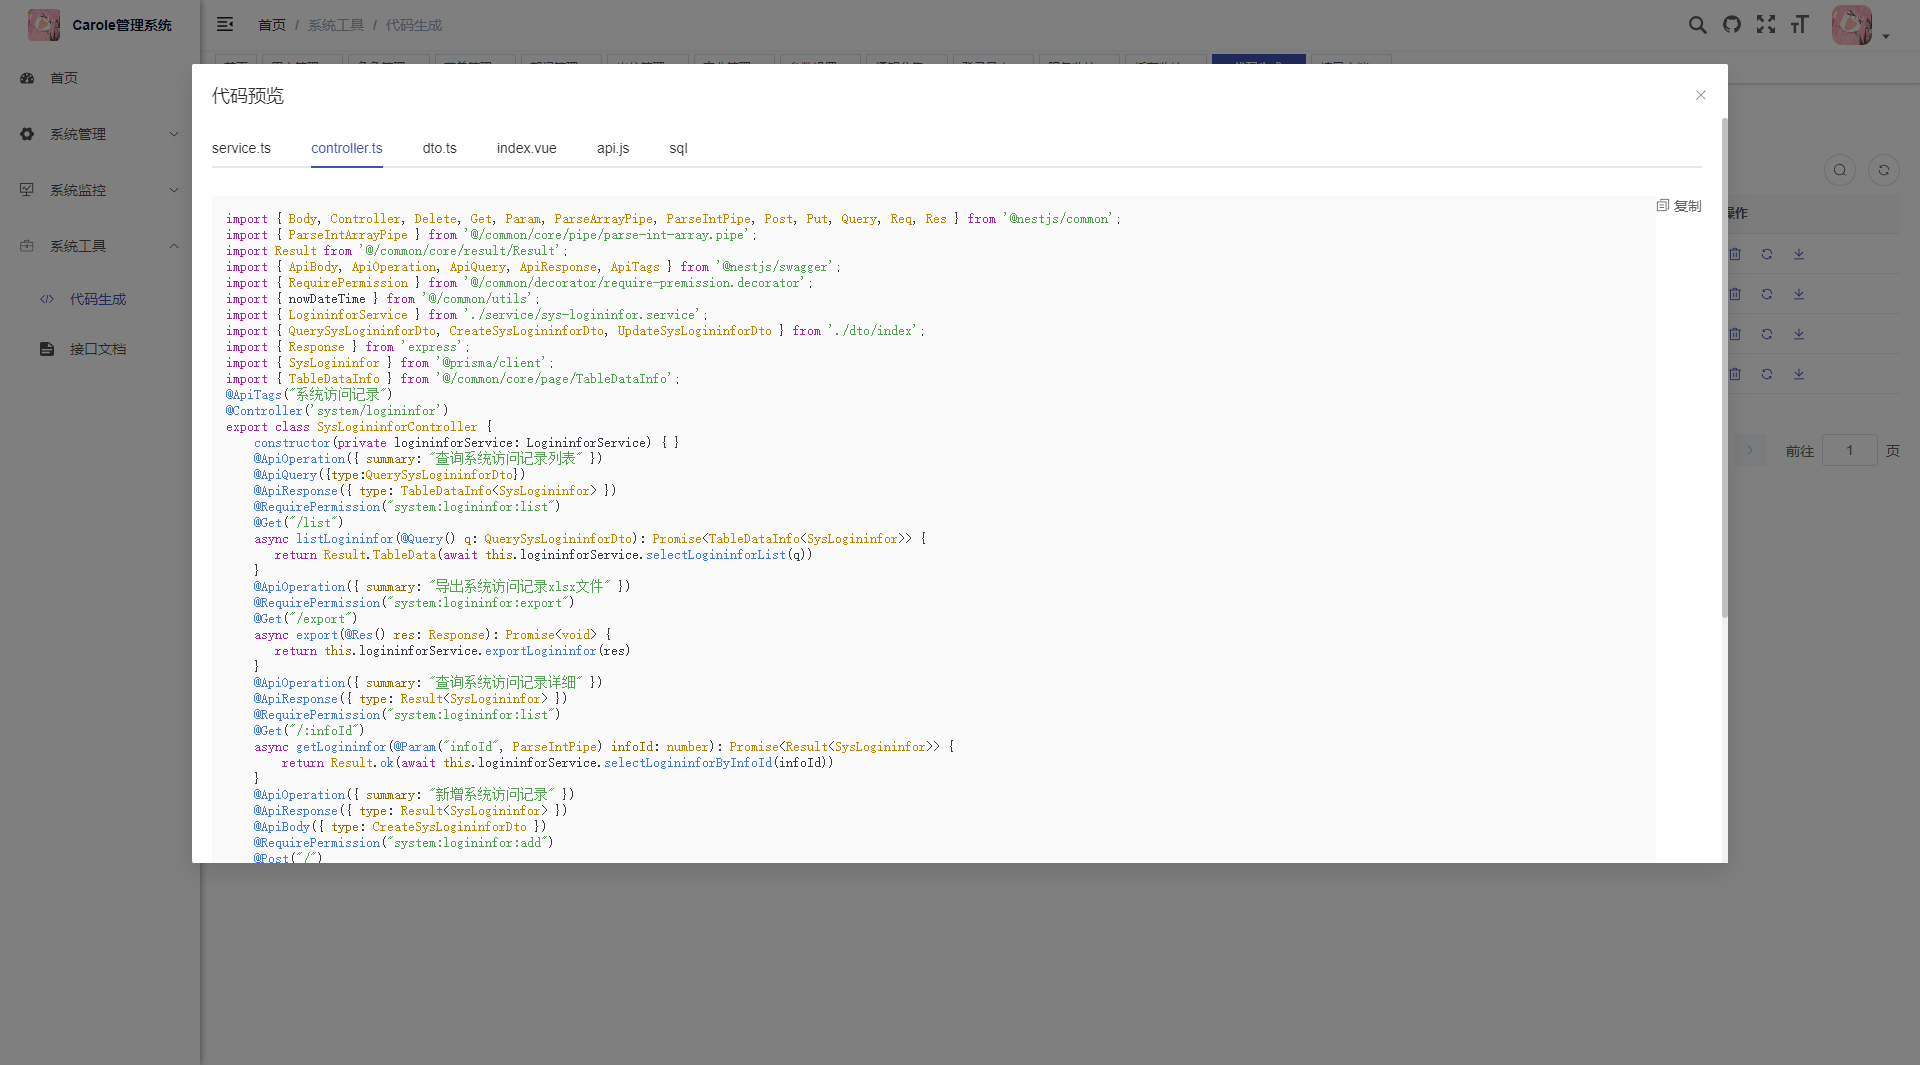 Carole管理系统
首页 / 系统工具 / 代码生成
首页
系统管理
系统监控
系统工具
代码生成
接口文档
代码预览
service.ts
controller.ts
dto.ts
index.vue
api.js
sql
复制
import { Body, Controller, Delete, Get, Param, ParseArrayPipe, ParseIntPipe, Post, Put, Query, Req, Res } from '@nestjs/common';
import { ParseIntArrayPipe } from '@/common/core/pipe/parse-int-array.pipe';
import Result from '@/common/core/result/Result';
import { ApiBody, ApiOperation, ApiQuery, ApiResponse, ApiTags } from '@nestjs/swagger';
import { RequirePermission } from '@/common/decorator/require-premission.decorator';
import { nowDateTime } from '@/common/utils';
import { LogininforService } from './service/sys-logininfor.service';
import { QuerySysLogininforDto, CreateSysLogininforDto, UpdateSysLogininforDto } from './dto/index';
import { Response } from 'express';
import { SysLogininfor } from '@prisma/client';
import { TableDataInfo } from '@/common/core/page/TableDataInfo';
@ApiTags("系统访问记录")
@Controller('system/logininfor')
export class SysLogininforController {
constructor(private logininforService: LogininforService) { }
@ApiOperation({ summary: "查询系统访问记录列表" })
@ApiQuery({type:QuerySysLogininforDto})
@ApiResponse({ type: TableDataInfo<SysLogininfor> })
@RequirePermission("system:logininfor:list")
@Get("/list")
async listLogininfor(@Query() q: QuerySysLogininforDto): Promise<TableDataInfo<SysLogininfor>> {
return Result.TableData(await this.logininforService.selectLogininforList(q))
}
@ApiOperation({ summary: "导出系统访问记录xlsx文件" })
@RequirePermission("system:logininfor:export")
@Get("/export")
async export(@Res() res: Response): Promise<void> {
return this.logininforService.exportLogininfor(res)
}
@ApiOperation({ summary: "查询系统访问记录详细" })
@ApiResponse({ type: Result<SysLogininfor> })
@RequirePermission("system:logininfor:list")
@Get("/:infoId")
async getLogininfor(@Param("infoId", ParseIntPipe) infoId: number): Promise<Result<SysLogininfor>> {
return Result.ok(await this.logininforService.selectLogininforByInfoId(infoId))
}
@ApiOperation({ summary: "新增系统访问记录" })
@ApiResponse({ type: Result<SysLogininfor> })
@ApiBody({ type: CreateSysLogininforDto })
@RequirePermission("system:logininfor:add")
@Post("/")
操作
前往 1 页